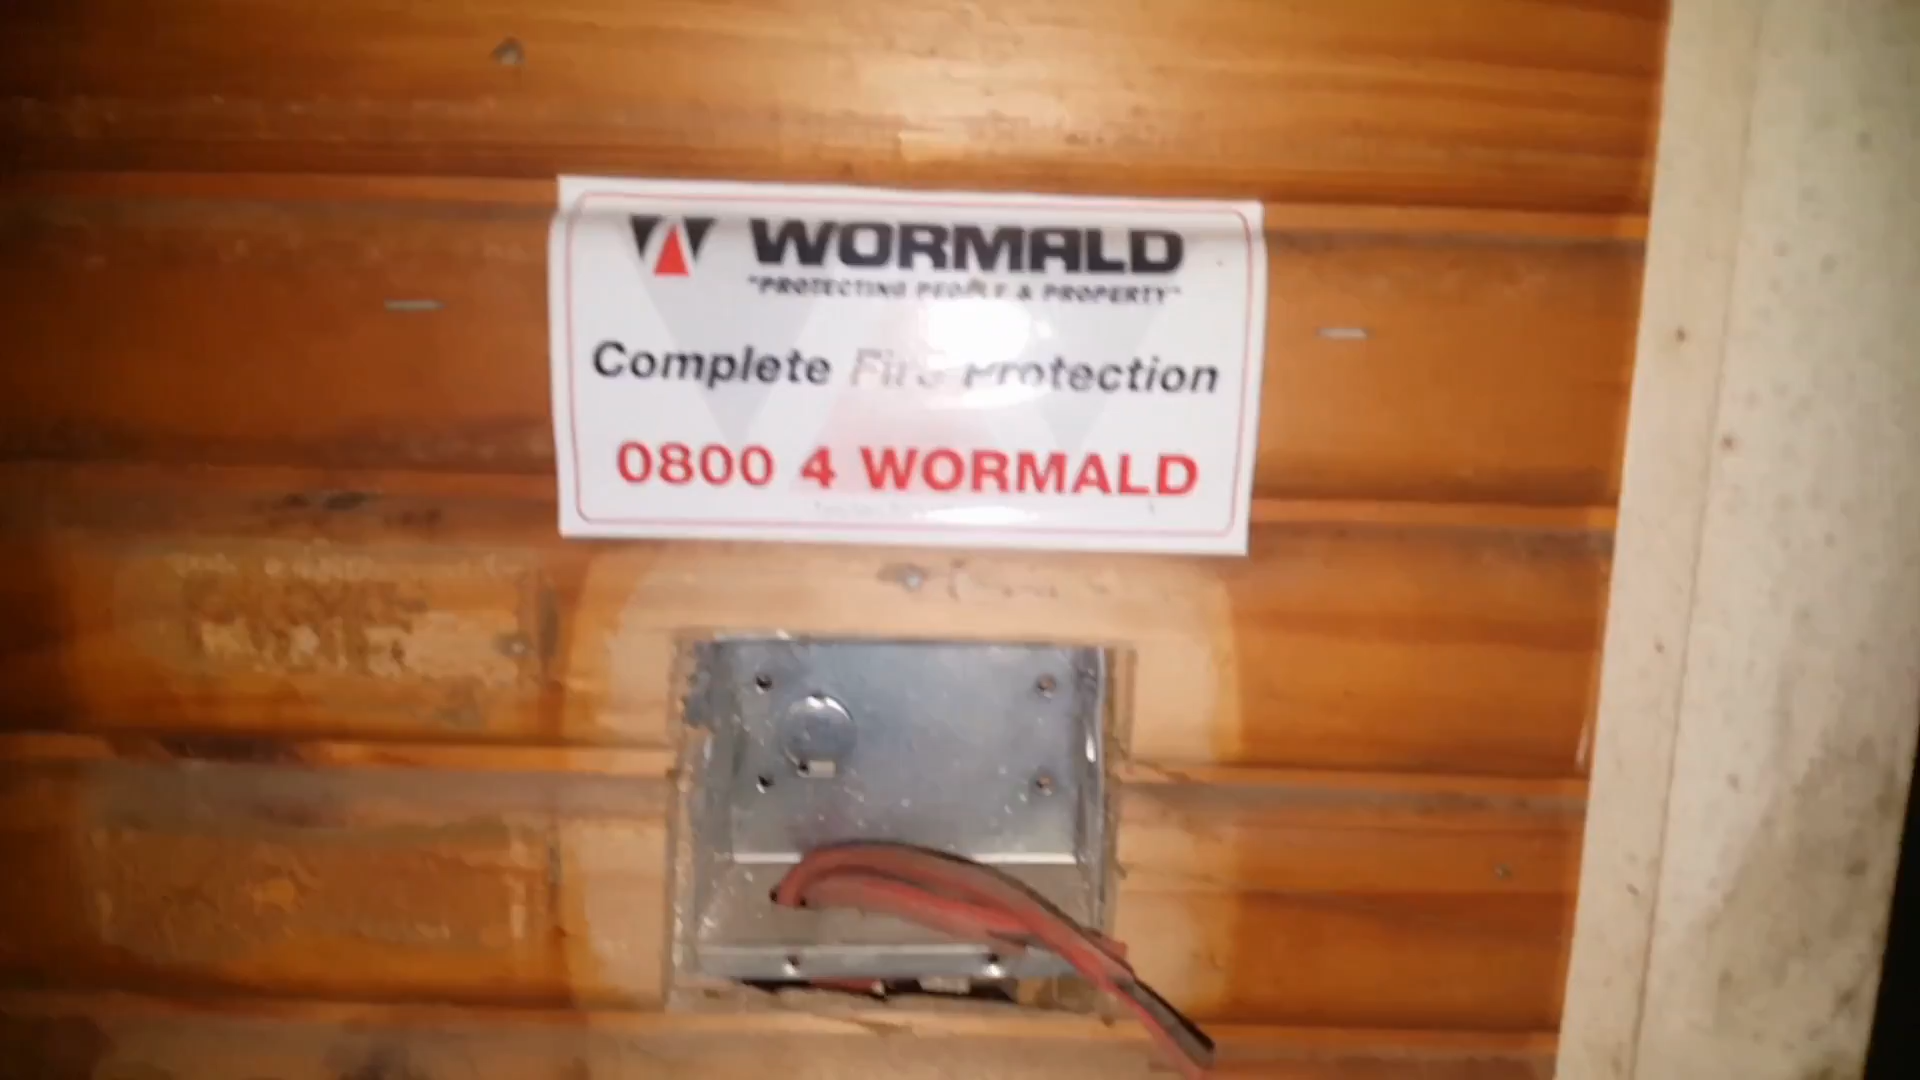 WORMALD
"PROTECTING PEOPLE & PROPERTY"
Complete Fire Protection
0800 4 WORMALD